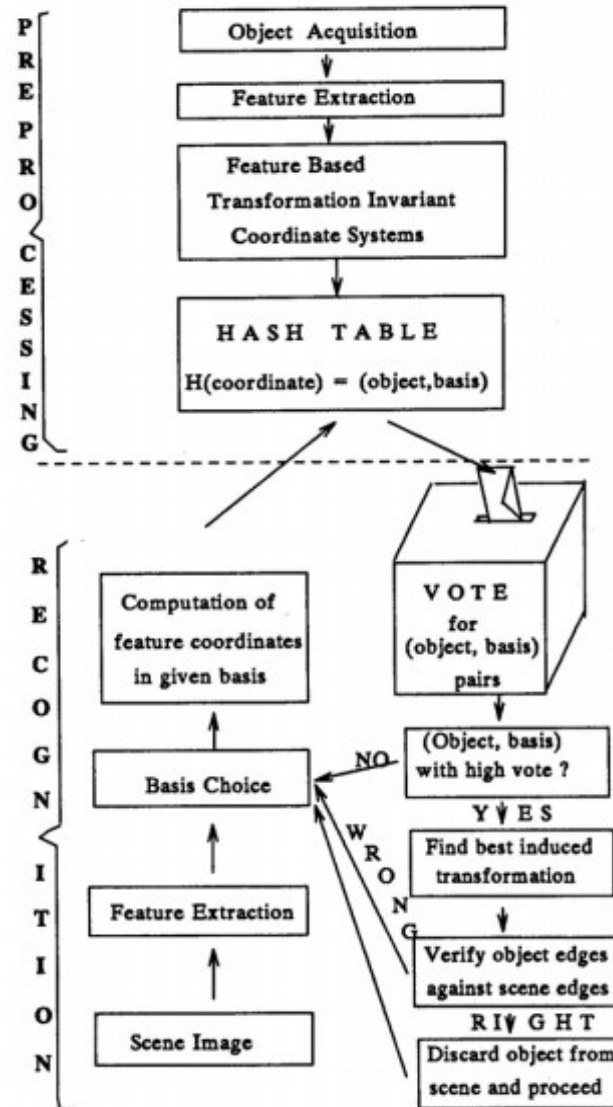 PREPROCESSING
Object Acquisition
Feature Extraction
Feature Based
Transformation Invariant
Coordinate Systems
HASH TABLE
H(coordinate) = (object,basis)
RECOGNITION
Computation of
feature coordinates
in given basis
Basis Choice
Feature Extraction
Scene Image
VOTE
for
(object, basis)
pairs
(Object, basis)
with high vote ?
NO
YES
Find best induced
transformation
WRONG
Verify object edges
against scene edges
RIGHT
Discard object from
scene and proceed